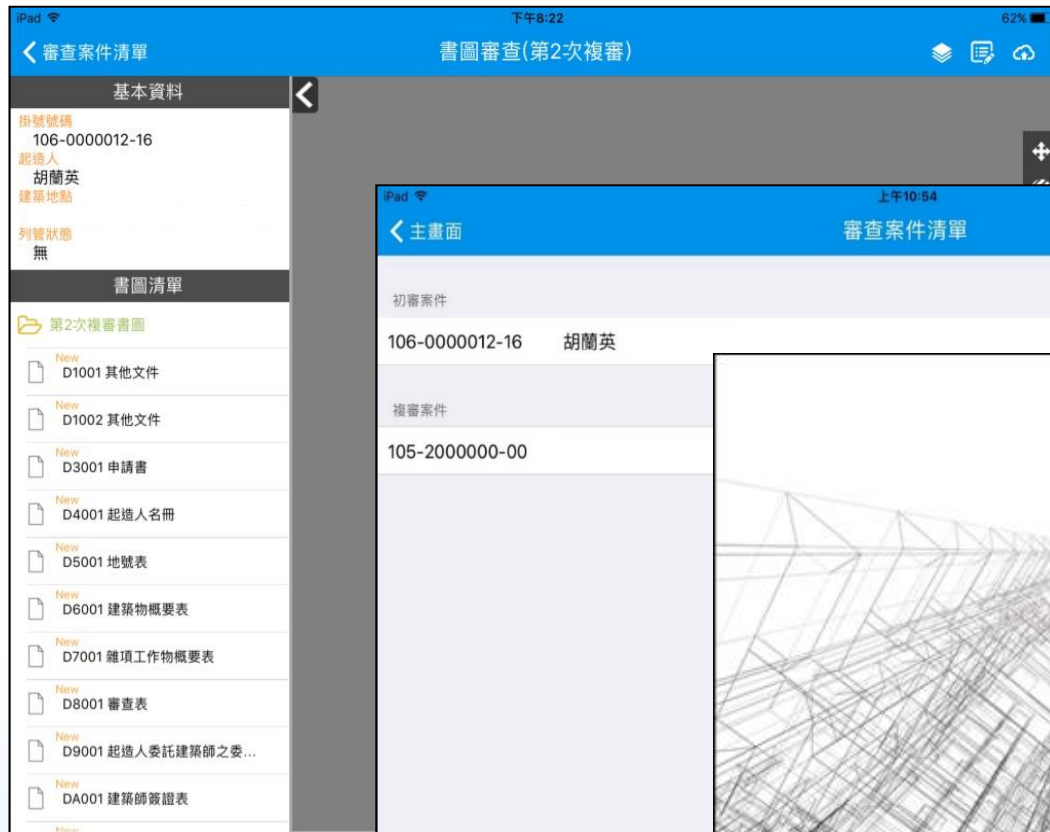 iPad 下午8:22 62%
審查案件清單 書圖審查(第2次複審)
基本資料
掛號號碼
106-0000012-16
起造人
胡蘭英
建築地點
列管狀態
無
書圖清單
第2次複審書圖
New
D1001 其他文件
New
D1002 其他文件
New
D3001 申請書
New
D4001 起造人名冊
New
D5001 地號表
New
D6001 建築物概要表
New
D7001 雜項工作物概要表
New
D8001 審查表
New
D9001 起造人委託建築師之委...
New
DA001 建築師簽證表
New
iPad 上午10:54
主畫面 審查案件清單
初審案件
106-0000012-16 胡蘭英
複審案件
105-2000000-00